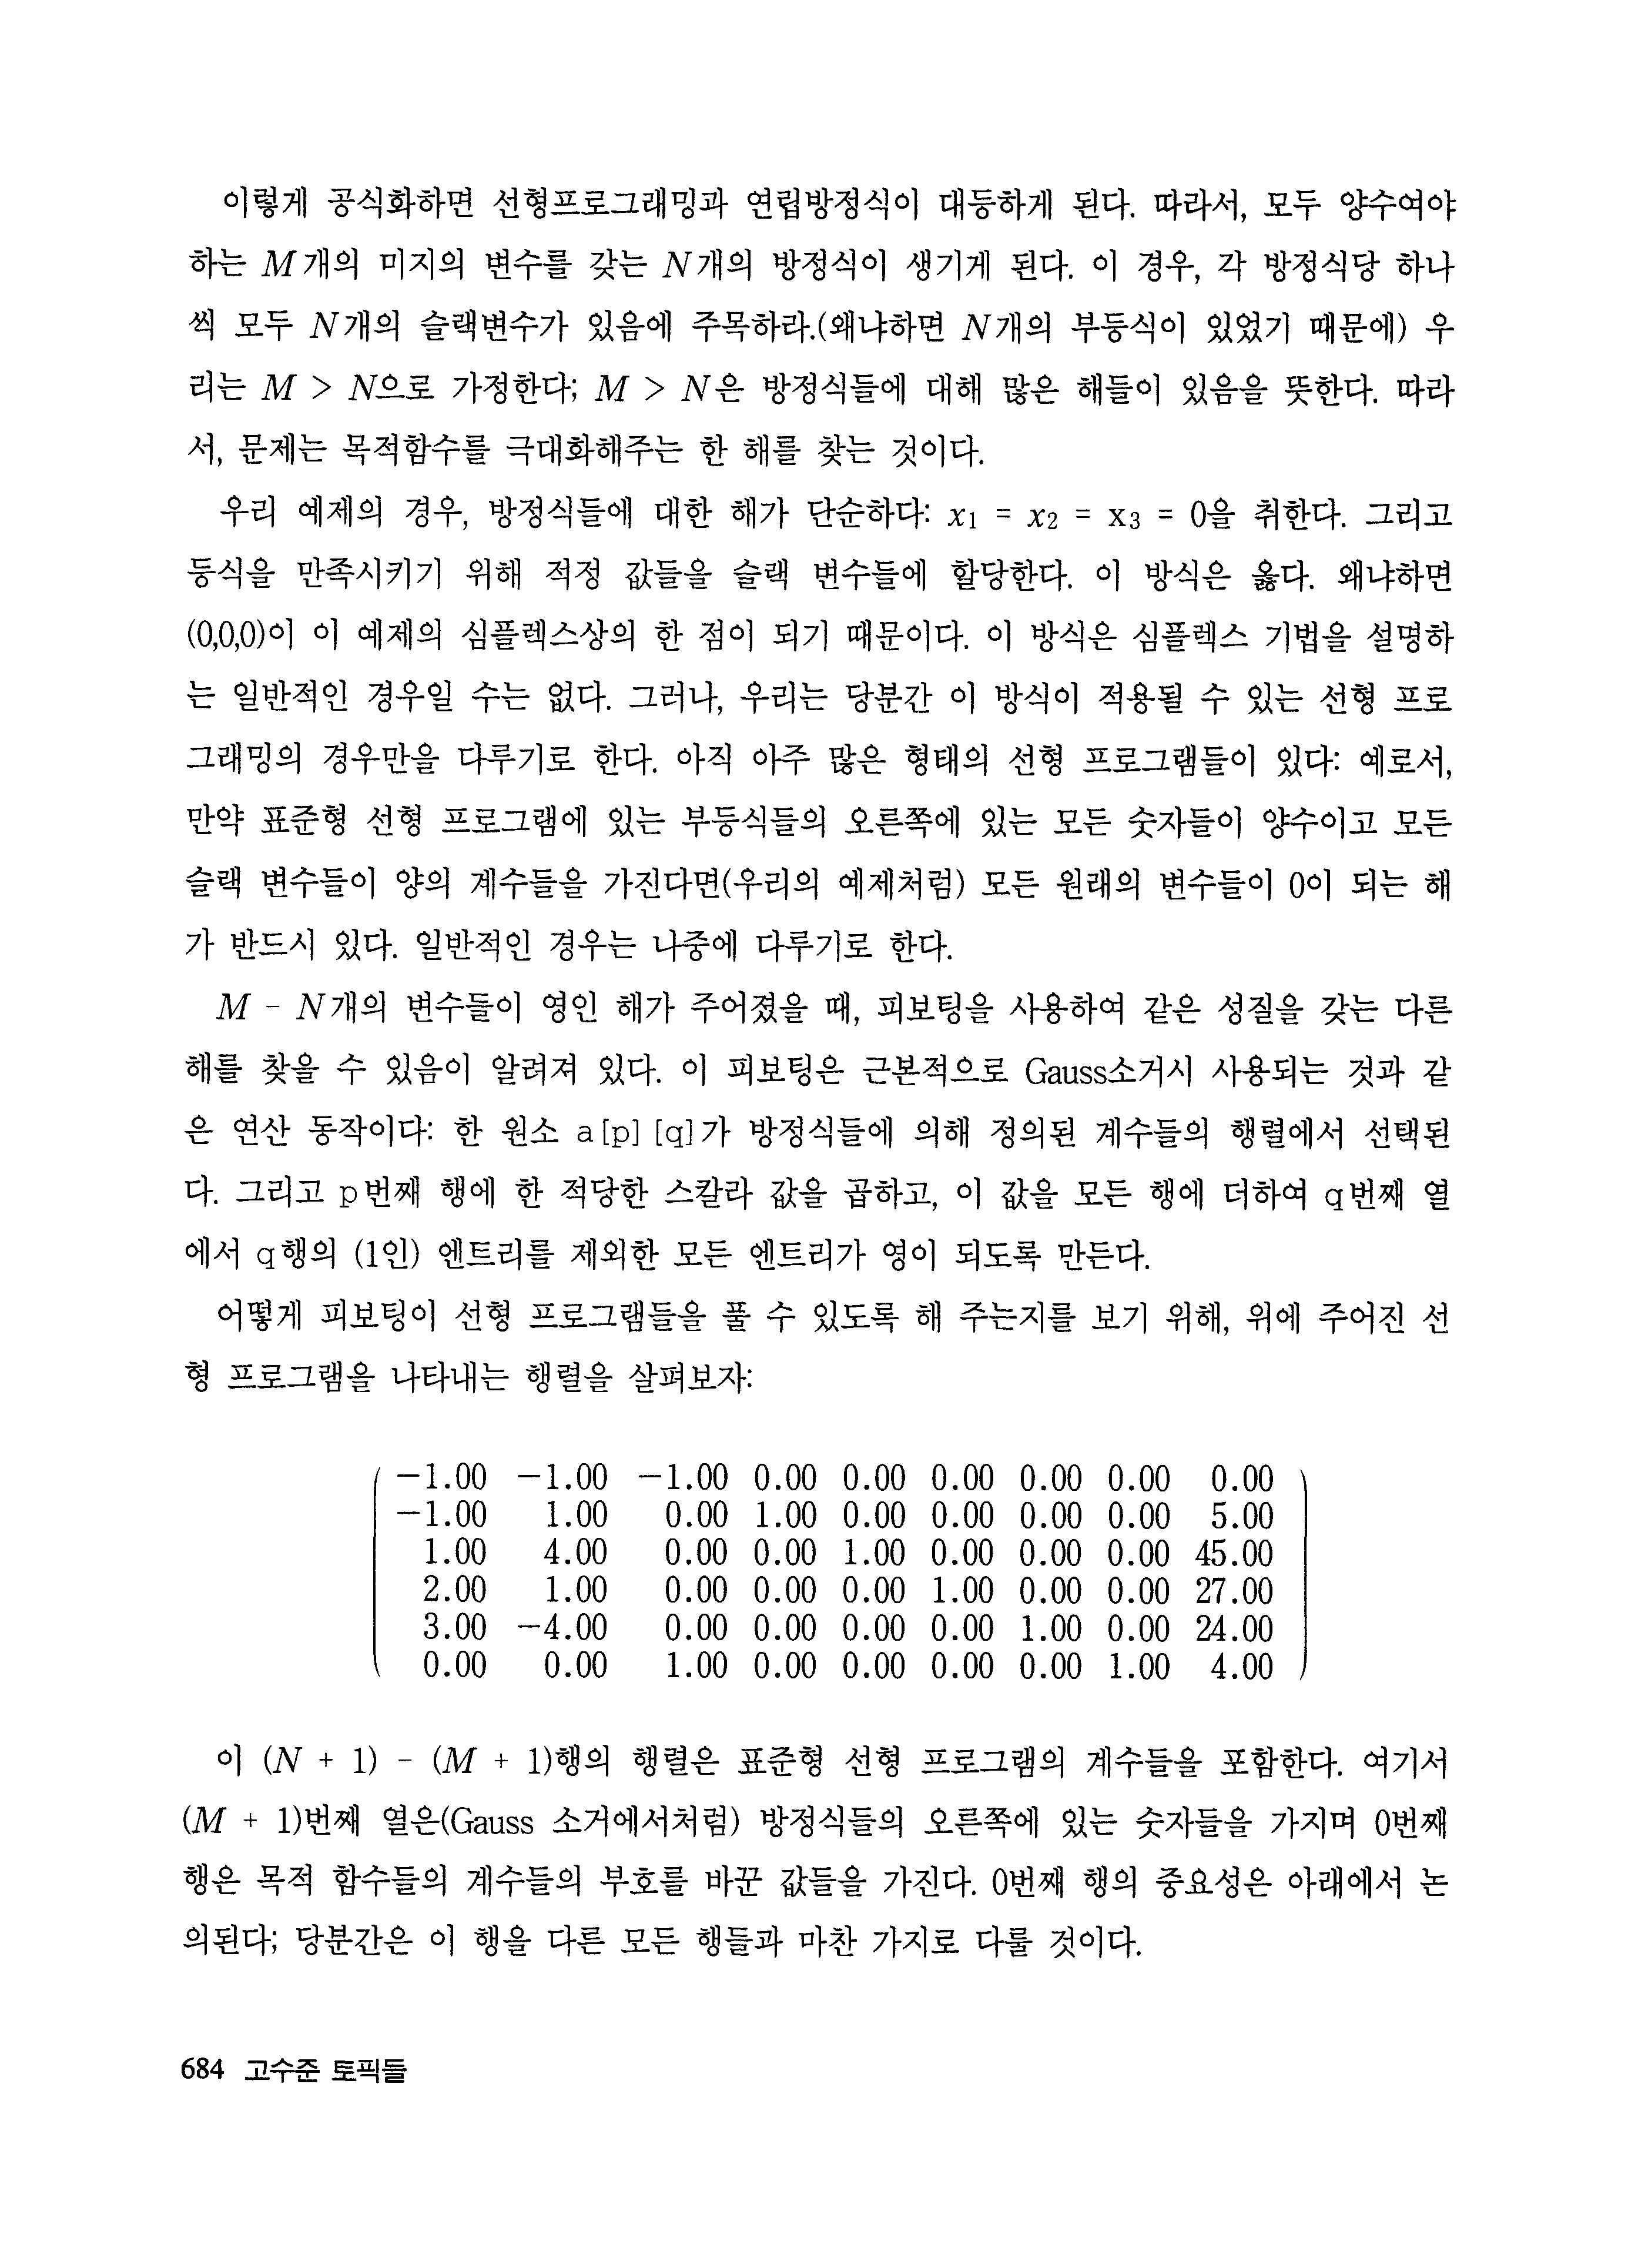 이렇게 공식화하면 선형프로그래밍과 연립방정식이 대등하게 된다. 따라서, 모두 양수여야
하는 M개의 미지의 변수를 갖는 N개의 방정식이 생기게 된다. 이 경우, 각 방정식당 하나
씩 모두 N개의 슬랙변수가 있음에 주목하라.(왜냐하면 N개의 부등식이 있었기 때문에) 우
리는 M > N으로 가정한다; M > N은 방정식들에 대해 많은 해들이 있음을 뜻한다. 따라
서, 문제는 목적함수를 극대화해주는 한 해를 찾는 것이다.
우리 예제의 경우, 방정식들에 대한 해가 단순하다: x1 = x2 = x3 = 0을 취한다. 그리고
등식을 만족시키기 위해 적정 값들을 슬랙 변수들에 할당한다. 이 방식은 옳다. 왜냐하면
(0,0,0)이 이 예제의 심플렉스상의 한 점이 되기 때문이다. 이 방식은 심플렉스 기법을 설명하
는 일반적인 경우일 수는 없다. 그러나, 우리는 당분간 이 방식이 적용될 수 있는 선형 프로
그래밍의 경우만을 다루기로 한다. 아직 아주 많은 형태의 선형 프로그램들이 있다: 예로서,
만약 표준형 선형 프로그램에 있는 부등식들의 오른쪽에 있는 모든 숫자들이 양수이고 모든
슬랙 변수들이 양의 계수들을 가진다면(우리의 예제처럼) 모든 원래의 변수들이 0이 되는 해
가 반드시 있다. 일반적인 경우는 나중에 다루기로 한다.
M - N개의 변수들이 영인 해가 주어졌을 때, 피보팅을 사용하여 같은 성질을 갖는 다른
해를 찾을 수 있음이 알려져 있다. 이 피보팅은 근본적으로 Gauss소거시 사용되는 것과 같
은 연산 동작이다: 한 원소 a[p][q]가 방정식들에 의해 정의된 계수들의 행렬에서 선택된
다. 그리고 p번째 행에 한 적당한 스칼라 값을 곱하고, 이 값을 모든 행에 더하여 q번째 열
에서 q행의 (1인) 엔트리를 제외한 모든 엔트리가 영이 되도록 만든다.
어떻게 피보팅이 선형 프로그램들을 풀 수 있도록 해 주는지를 보기 위해, 위에 주어진 선
형 프로그램을 나타내는 행렬을 살펴보자:
−1.00 −1.00 −1.00 0.00 0.00 0.00 0.00 0.00 0.00
−1.00 1.00 0.00 1.00 0.00 0.00 0.00 0.00 5.00
1.00 4.00 0.00 0.00 1.00 0.00 0.00 0.00 45.00
2.00 1.00 0.00 0.00 0.00 1.00 0.00 0.00 27.00
3.00 −4.00 0.00 0.00 0.00 0.00 1.00 0.00 24.00
0.00 0.00 1.00 0.00 0.00 0.00 0.00 1.00 4.00
이 (N + 1) - (M + 1)행의 행렬은 표준형 선형 프로그램의 계수들을 포함한다. 여기서
(M + 1)번째 열은(Gauss 소거에서처럼) 방정식들의 오른쪽에 있는 숫자들을 가지며 0번째
행은 목적 함수들의 계수들의 부호를 바꾼 값들을 가진다. 0번째 행의 중요성은 아래에서 논
의된다; 당분간은 이 행을 다른 모든 행들과 마찬 가지로 다룰 것이다.
684 고수준 토픽들